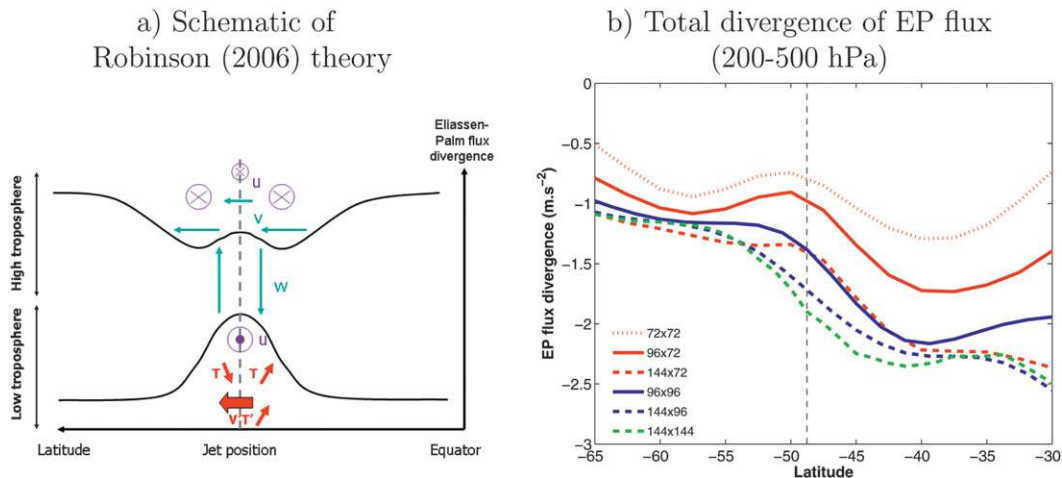 a) Schematic of
Robinson (2006) theory
Eliassen-
Palm flux
divergence
High troposphere
u
v
w
Low troposphere
u
T
T
V'T'
Latitude
Jet position
Equator
b) Total divergence of EP flux
(200-500 hPa)
EP flux divergence (m.s⁻²)
0
−0.5
−1
−1.5
−2
−2.5
−3
72x72
96x72
144x72
96x96
144x96
144x144
−65
−60
−55
−50
−45
−40
−35
−30
Latitude